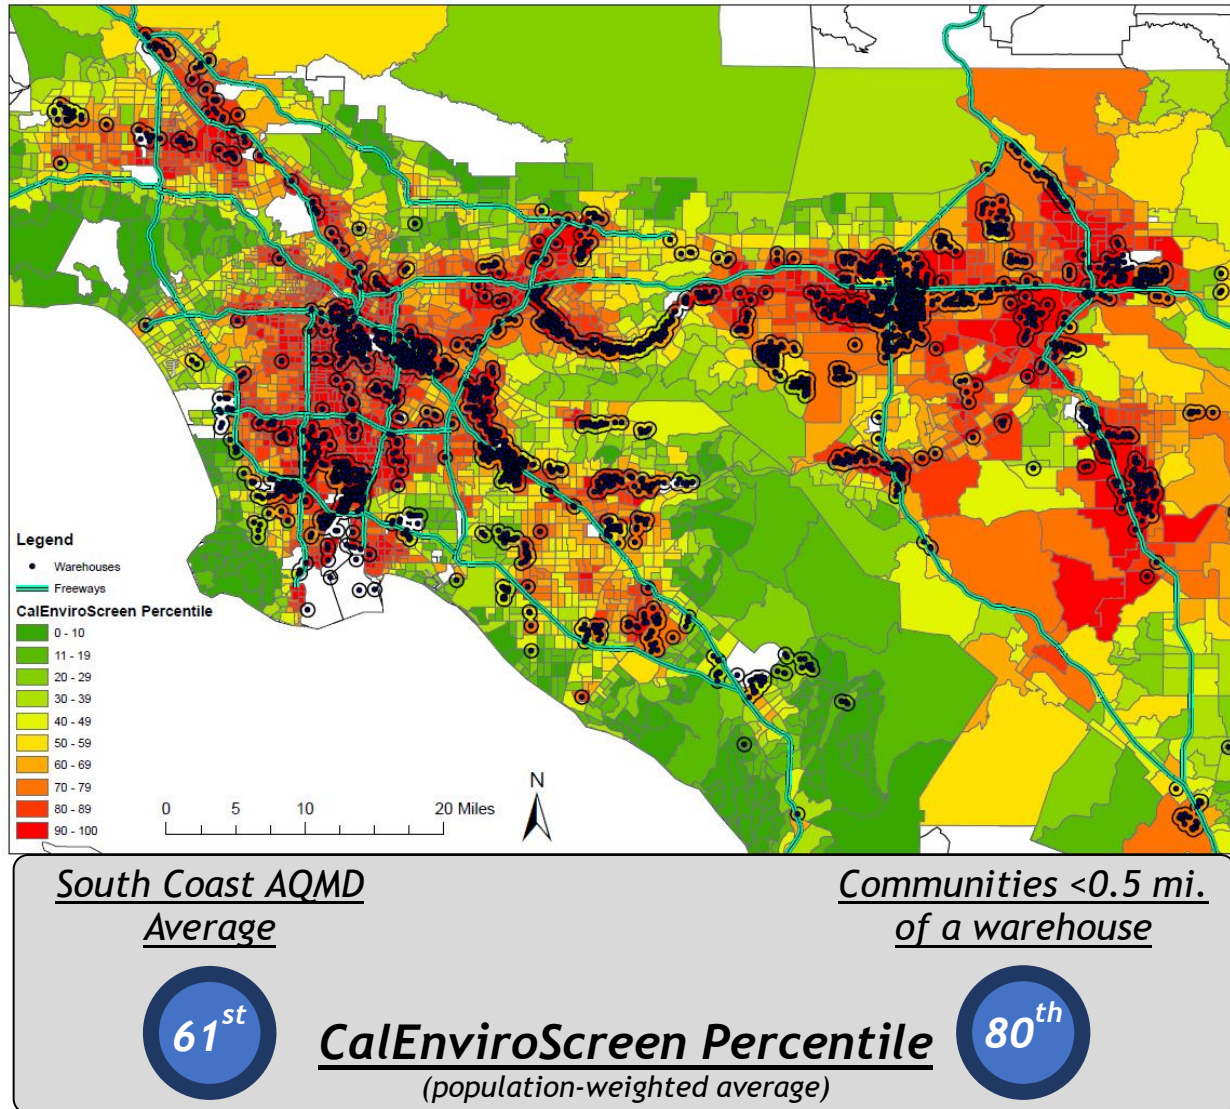 Legend
Warehouses
Freeways
CalEnviroScreen Percentile
0 - 10
11 - 19
20 - 29
30 - 39
40 - 49
50 - 59
60 - 69
70 - 79
80 - 89
90 - 100
0 5 10 20 Miles
N
South Coast AQMD
Average
61st
Communities <0.5 mi.
of a warehouse
80th
CalEnviroScreen Percentile
(population-weighted average)